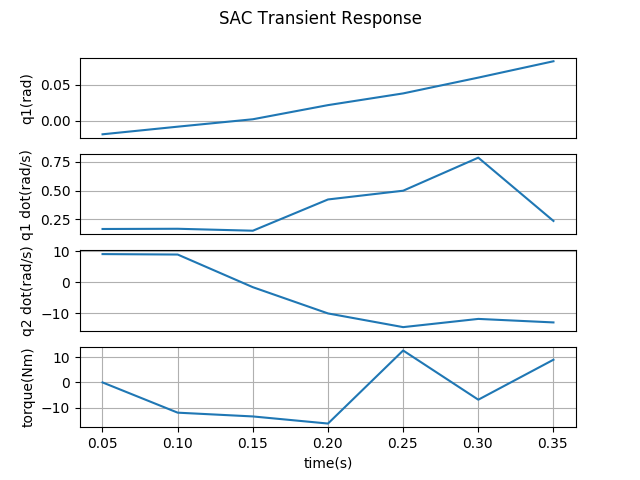 SAC Transient Response
q1(rad)
0.05
0.00
q1 dot(rad/s)
0.75
0.50
0.25
q2 dot(rad/s)
10
0
−10
torque(Nm)
10
0
−10
0.05 0.10 0.15 0.20 0.25 0.30 0.35
time(s)